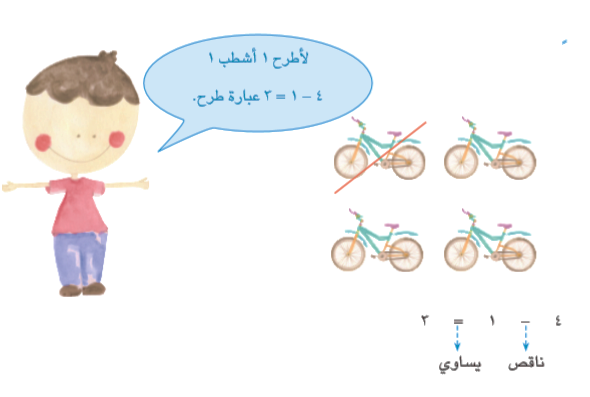 لأطرح ١ أشطب ١
٤ – ١ = ٣ عبارة طرح.
٤ – ١ = ٣
ناقص يساوي